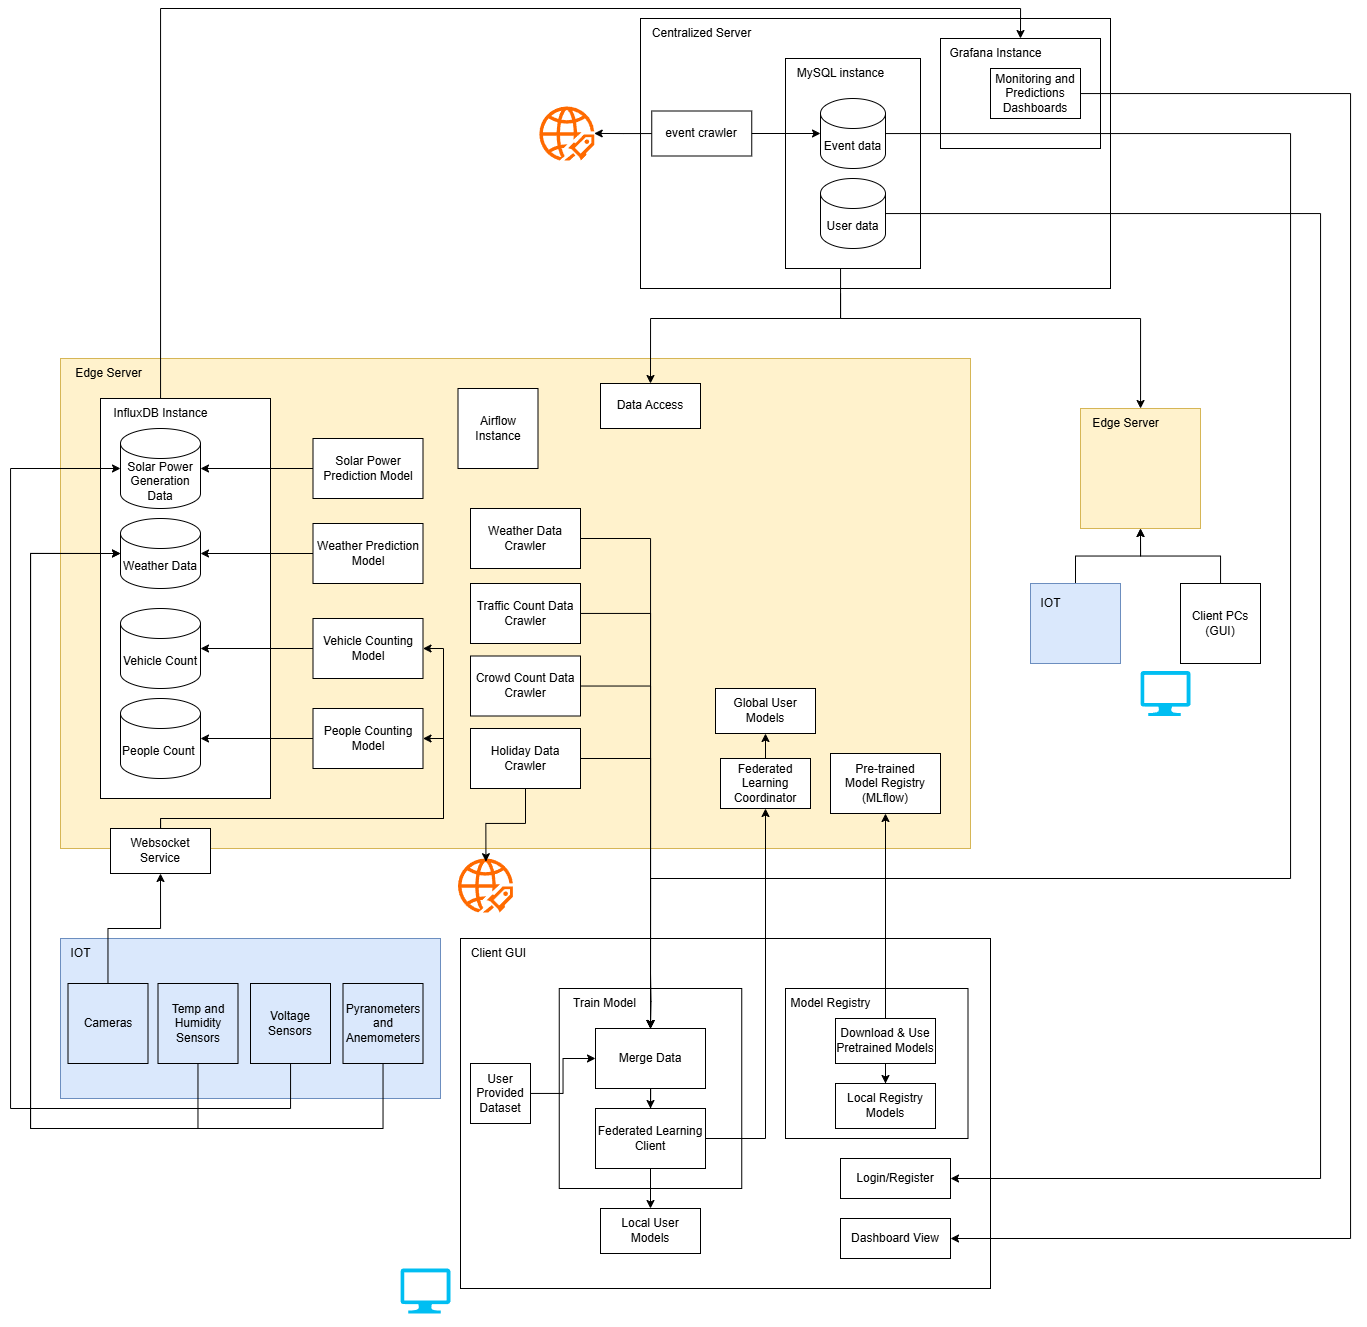 Centralized Server
Grafana Instance
Monitoring and
Predictions
Dashboards
MySQL instance
event crawler
Event data
User data
Edge Server
InfluxDB Instance
Solar Power
Generation
Data
Weather Data
Vehicle Count
People Count
Solar Power
Prediction Model
Weather Prediction
Model
Vehicle Counting
Model
People Counting
Model
Airflow
Instance
Data Access
Weather Data
Crawler
Traffic Count Data
Crawler
Crowd Count Data
Crawler
Holiday Data
Crawler
Global User
Models
Federated
Learning
Coordinator
Pre-trained
Model Registry
(MLflow)
Websocket
Service
Edge Server
IOT
Client PCs
(GUI)
IOT
Cameras
Temp and
Humidity
Sensors
Voltage
Sensors
Pyranometers
and
Anemometers
Client GUI
Train Model
Merge Data
User
Provided
Dataset
Federated Learning
Client
Local User
Models
Model Registry
Download & Use
Pretrained Models
Local Registry
Models
Login/Register
Dashboard View